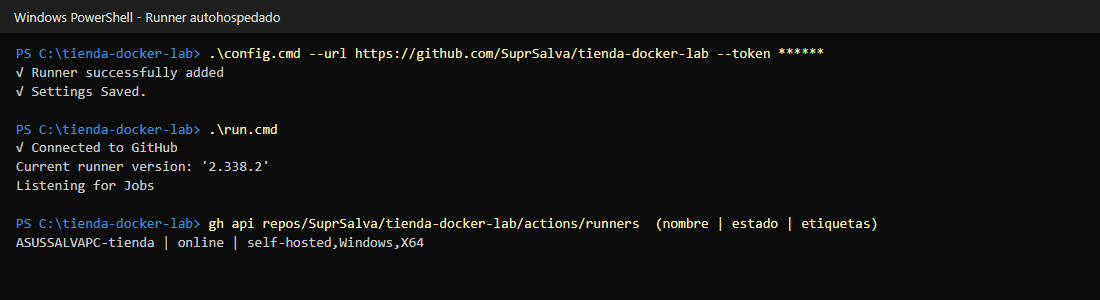 Windows PowerShell - Runner autohospedado
PS C:\tienda-docker-lab> .\config.cmd --url https://github.com/SuprSalva/tienda-docker-lab --token ******
√ Runner successfully added
√ Settings Saved.
PS C:\tienda-docker-lab> .\run.cmd
√ Connected to GitHub
Current runner version: '2.338.2'
Listening for Jobs
PS C:\tienda-docker-lab> gh api repos/SuprSalva/tienda-docker-lab/actions/runners  (nombre | estado | etiquetas)
ASUSSALVAPC-tienda | online | self-hosted,Windows,X64